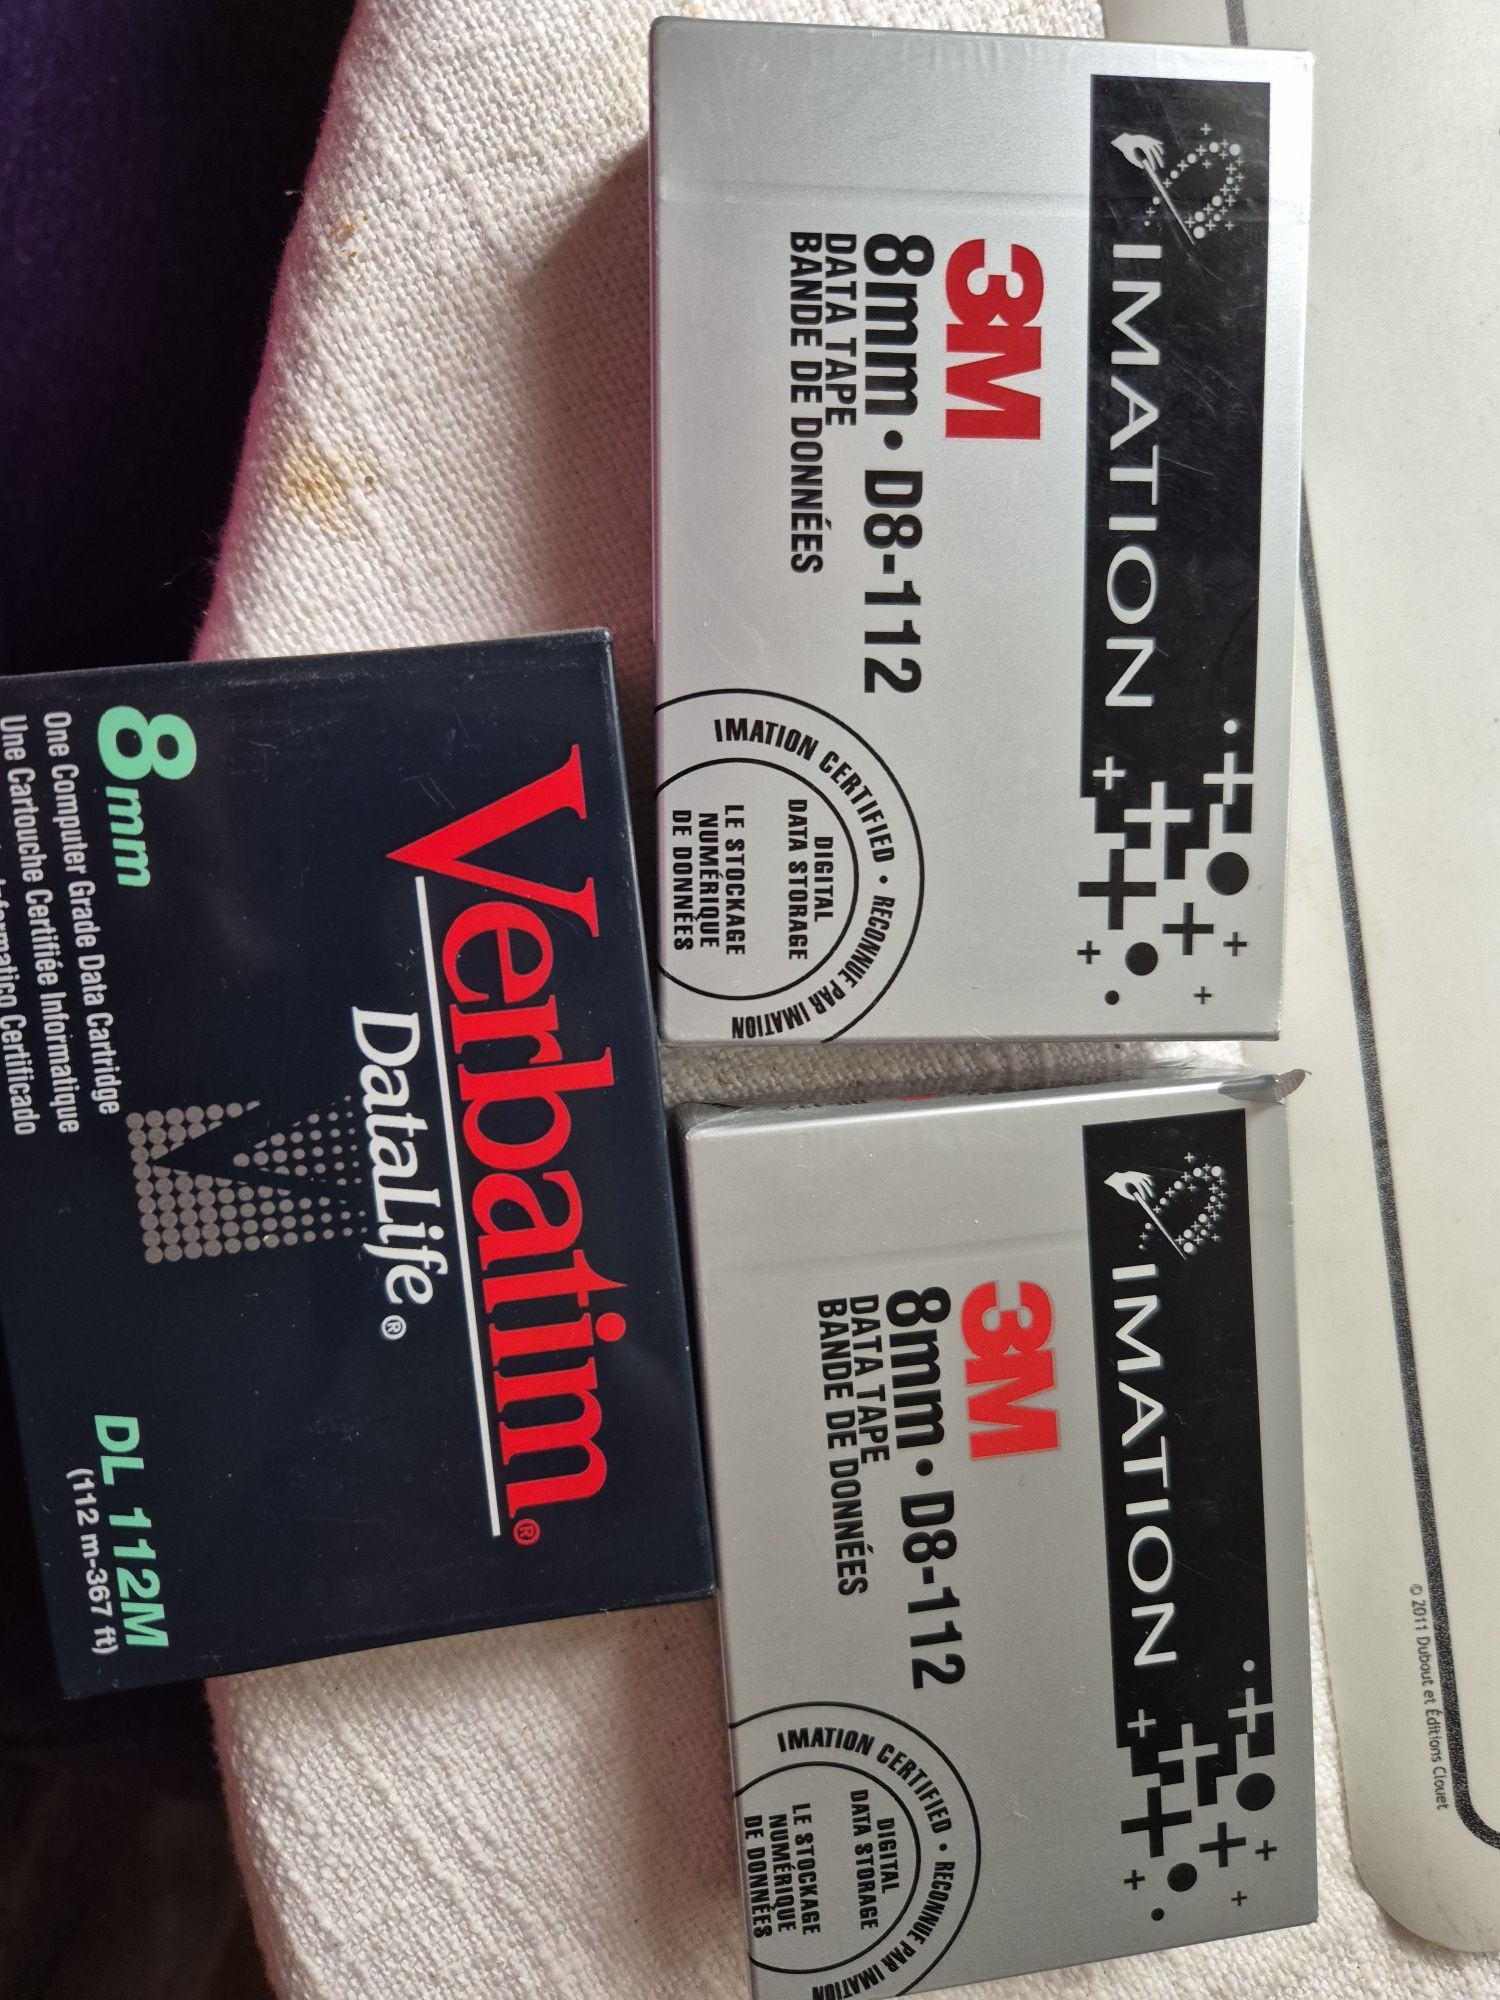 IMATION
3M
8mm • D8-112
DATA TAPE
BANDE DE DONNÉES
IMATION CERTIFIED • RECONNUE PAR IMATION
DIGITAL
DATA STORAGE
LE STOCKAGE
NUMÉRIQUE
DE DONNÉES
IMATION
3M
8mm • D8-112
DATA TAPE
BANDE DE DONNÉES
IMATION CERTIFIED • RECONNUE PAR IMATION
DIGITAL
DATA STORAGE
LE STOCKAGE
NUMÉRIQUE
DE DONNÉES
Verbatim®
DataLife®
8mm
One Computer Grade Data Cartridge
Une Cartouche Certifiée Informatique
Certificado
DL 112M
(112 m-367 ft)
© 2011 Dubout et Éditions Clouet